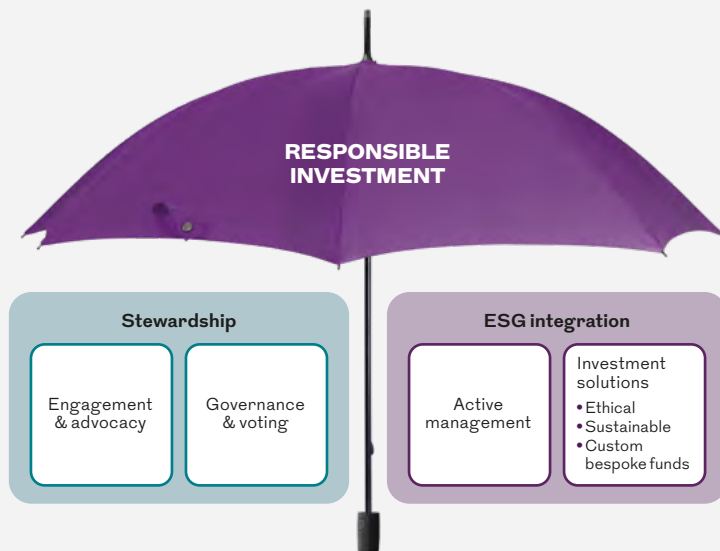 RESPONSIBLE
INVESTMENT
Stewardship
Engagement
& advocacy
Governance
& voting
ESG integration
Active
management
Investment
solutions
• Ethical
• Sustainable
• Custom
bespoke funds